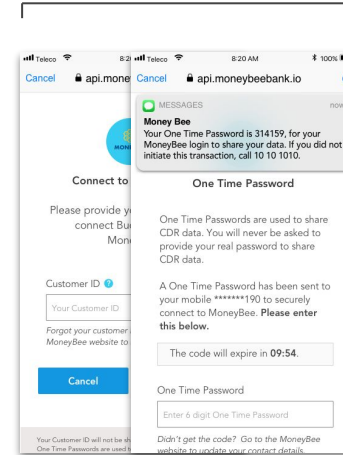 Teleco 8:2
Cancel api.mone
MON
Connect to
Please provide y
connect Bu
Mon
Customer ID ?
Your Customer ID
Forgot your customer
MoneyBee website to
Cancel
Your Customer ID will not be sh
One Time Passwords are used t
Teleco 8:20 AM 100%
Cancel api.moneybeebank.io
MESSAGES now
Money Bee
Your One Time Password is 314159, for your
MoneyBee login to share your data. If you did not
initiate this transaction, call 10 10 1010.
One Time Password
One Time Passwords are used to share
CDR data. You will never be asked to
provide your real password to share
CDR data.
A One Time Password has been sent to
your mobile *******190 to securely
connect to MoneyBee. Please enter
this below.
The code will expire in 09:54.
One Time Password
Enter 6 digit One Time Password
Didn't get the code? Go to the MoneyBee
website to update your contact details.